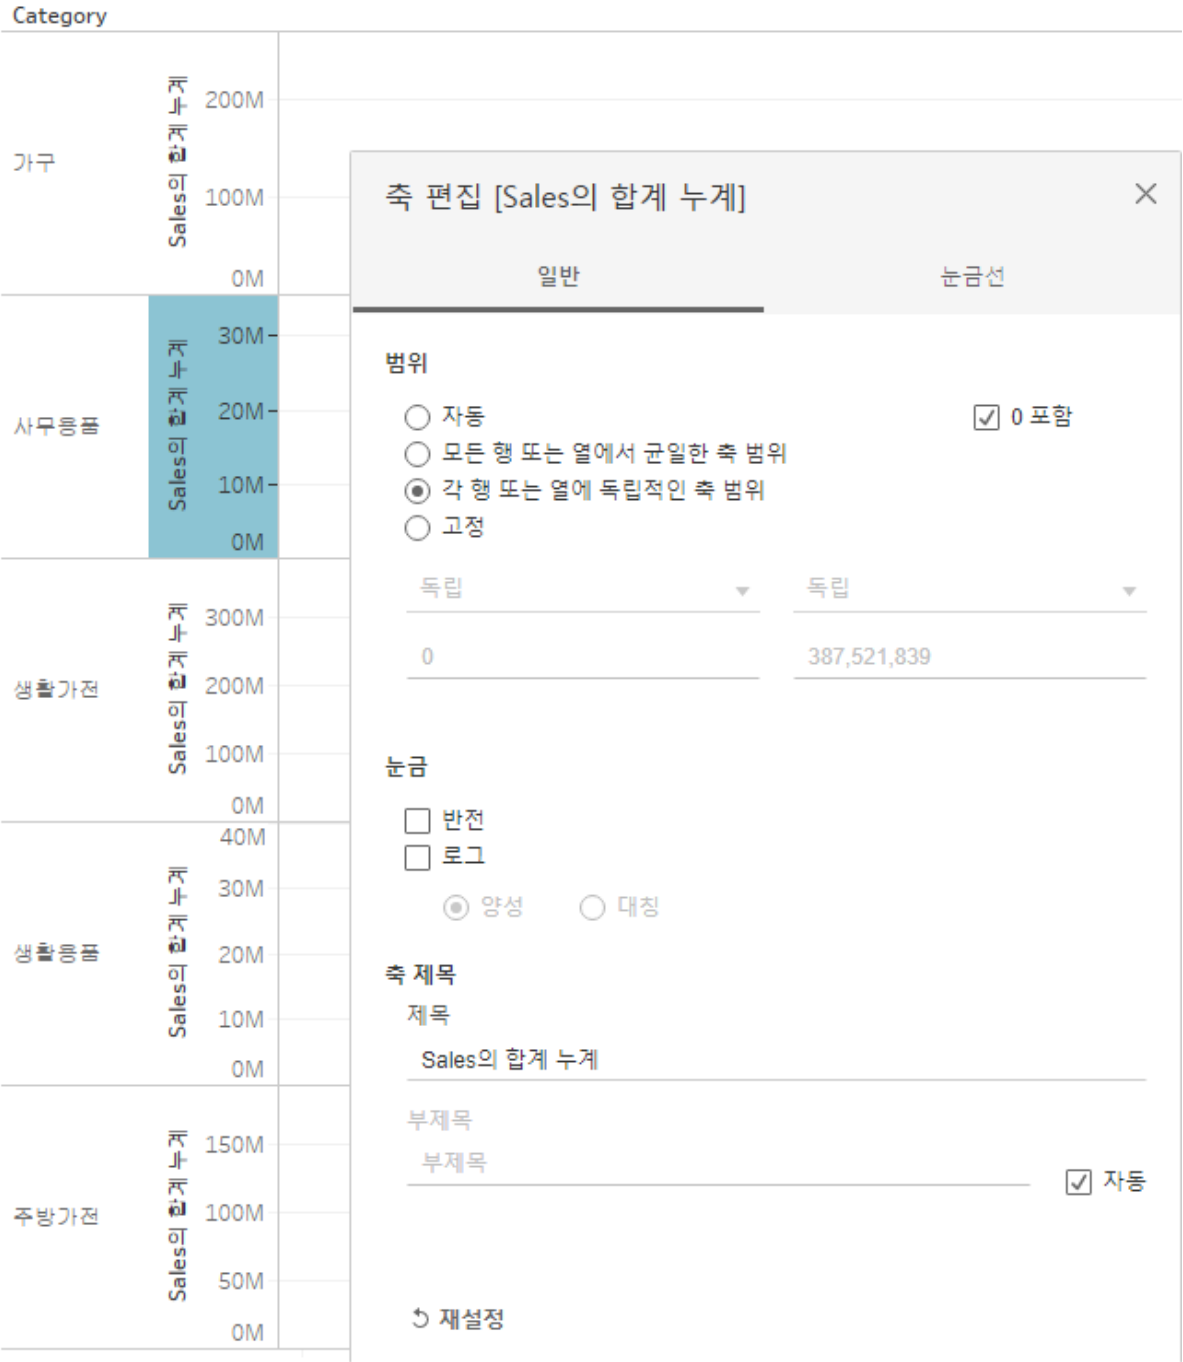 Category
가구
Sales의 합계 누계
200M
100M
0M
사무용품
Sales의 합계 누계
30M
20M
10M
0M
생활가전
Sales의 합계 누계
300M
200M
100M
0M
생활용품
Sales의 합계 누계
40M
30M
20M
10M
0M
주방가전
Sales의 합계 누계
150M
100M
50M
0M
축 편집 [Sales의 합계 누계]
일반 눈금선
범위
자동 0 포함
모든 행 또는 열에서 균일한 축 범위
각 행 또는 열에 독립적인 축 범위
고정
독립 독립
0 387,521,839
눈금
반전
로그
양성 대칭
축 제목
제목
Sales의 합계 누계
부제목
부제목
자동
재설정